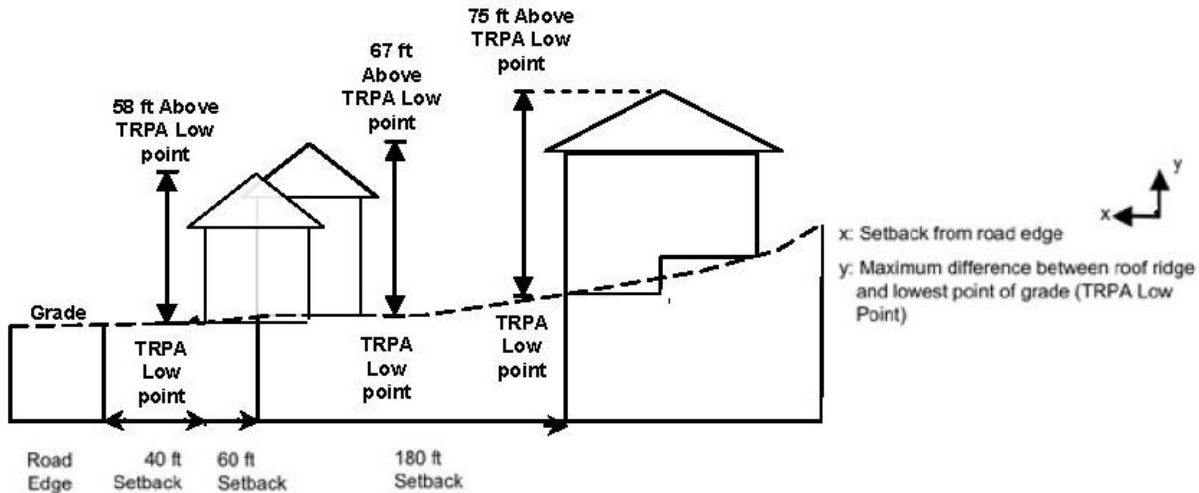 75 ft Above
TRPA Low
point
67 ft
Above
TRPA Low
point
58 ft Above
TRPA Low
point
y
x
x: Setback from road edge
y: Maximum difference between roof ridge
and lowest point of grade (TRPA Low
Point)
Grade
TRPA
Low
point
TRPA
Low
point
TRPA
Low
point
Road
Edge
40 ft
Setback
60 ft
Setback
180 ft
Setback